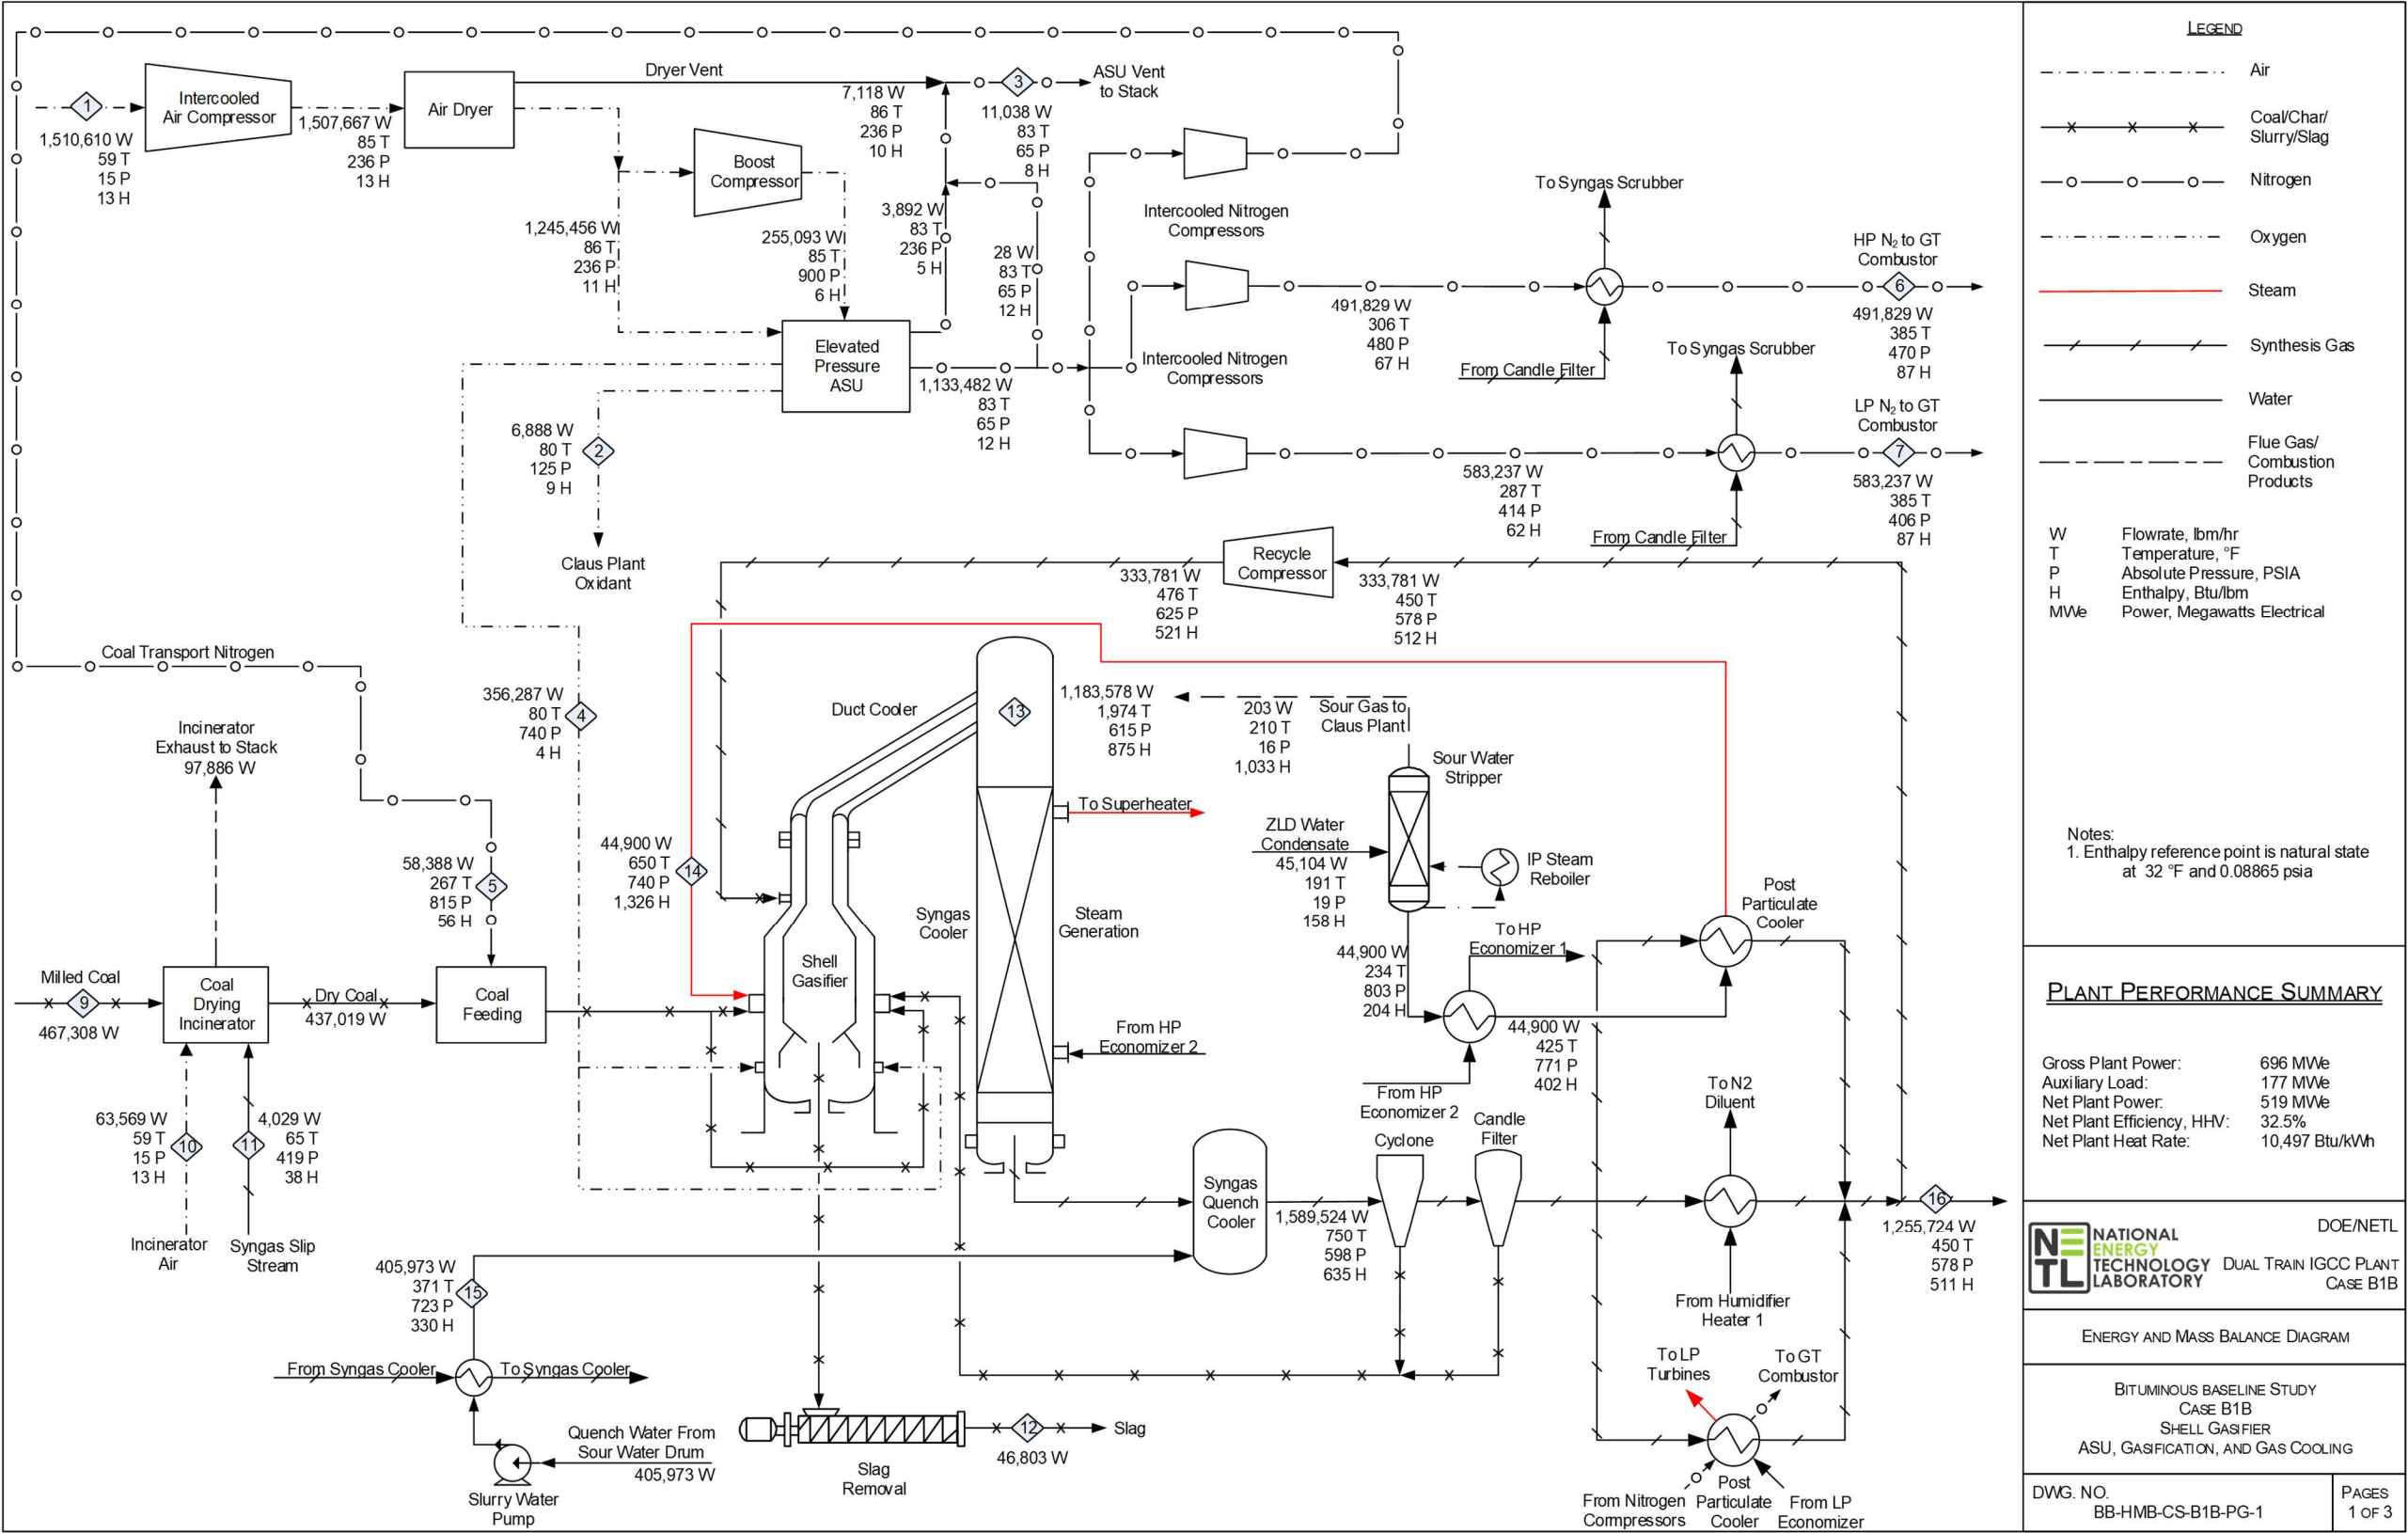 Dryer Vent
1
Intercooled
Air Compressor
1,510,610 W
59 T
15 P
13 H
1,507,667 W
85 T
236 P
13 H
Air Dryer
7,118 W
86 T
236 P
10 H
3
ASU Vent
to Stack
11,038 W
83 T
65 P
8 H
Boost
Compressor
1,245,456 W
86 T
236 P
11 H
255,093 W
85 T
900 P
6 H
3,892 W
83 T
236 P
5 H
28 W
83 T
65 P
12 H
Elevated
Pressure
ASU
1,133,482 W
83 T
65 P
12 H
Intercooled Nitrogen
Compressors
Intercooled Nitrogen
Compressors
491,829 W
306 T
480 P
67 H
To Syngas Scrubber
From Candle Filter
HP N2 to GT
Combustor
6
491,829 W
385 T
470 P
87 H
To Syngas Scrubber
583,237 W
287 T
414 P
62 H
From Candle Filter
LP N2 to GT
Combustor
7
583,237 W
385 T
406 P
87 H
6,888 W
80 T
125 P
9 H
2
Claus Plant
Oxidant
Recycle
Compressor
333,781 W
476 T
625 P
521 H
333,781 W
450 T
578 P
512 H
Coal Transport Nitrogen
356,287 W
80 T
740 P
4 H
4
Incinerator
Exhaust to Stack
97,886 W
Duct Cooler
13
1,183,578 W
1,974 T
615 P
875 H
203 W
210 T
16 P
1,033 H
Sour Gas to
Claus Plant
Sour Water
Stripper
To Superheater
ZLD Water
Condensate
45,104 W
191 T
19 P
158 H
IP Steam
Reboiler
58,388 W
267 T
815 P
56 H
5
44,900 W
650 T
740 P
1,326 H
14
Syngas
Cooler
Steam
Generation
Shell
Gasifier
Post
Particulate
Cooler
To HP
Economizer 1
44,900 W
234 T
803 P
204 H
44,900 W
425 T
771 P
402 H
From HP
Economizer 2
From HP
Economizer 2
Milled Coal
9
467,308 W
Coal
Drying
Incinerator
Dry Coal
437,019 W
Coal
Feeding
63,569 W
59 T
15 P
13 H
10
11
4,029 W
65 T
419 P
38 H
Incinerator
Air
Syngas Slip
Stream
Syngas
Quench
Cooler
1,589,524 W
750 T
598 P
635 H
Cyclone
Candle
Filter
To N2
Diluent
From Humidifier
Heater 1
16
1,255,724 W
450 T
578 P
511 H
405,973 W
371 T
723 P
330 H
15
From Syngas Cooler
To Syngas Cooler
Quench Water From
Sour Water Drum
405,973 W
Slurry Water
Pump
Slag
Removal
12
46,803 W
Slag
To LP
Turbines
To GT
Combustor
From Nitrogen
Compressors
Post
Particulate
Cooler
From LP
Economizer
LEGEND
Air
Coal/Char/
Slurry/Slag
Nitrogen
Oxygen
Steam
Synthesis Gas
Water
Flue Gas/
Combustion
Products
W Flowrate, lbm/hr
T Temperature, °F
P Absolute Pressure, PSIA
H Enthalpy, Btu/lbm
MWe Power, Megawatts Electrical
Notes:
1. Enthalpy reference point is natural state
at 32 °F and 0.08865 psia
PLANT PERFORMANCE SUMMARY
Gross Plant Power: 696 MWe
Auxiliary Load: 177 MWe
Net Plant Power: 519 MWe
Net Plant Efficiency, HHV: 32.5%
Net Plant Heat Rate: 10,497 Btu/kWh
NETL
NATIONAL
ENERGY
TECHNOLOGY
LABORATORY
DOE/NETL
DUAL TRAIN IGCC PLANT
CASE B1B
ENERGY AND MASS BALANCE DIAGRAM
BITUMINOUS BASELINE STUDY
CASE B1B
SHELL GASIFIER
ASU, GASIFICATION, AND GAS COOLING
DWG. NO.
BB-HMB-CS-B1B-PG-1
PAGES
1 OF 3